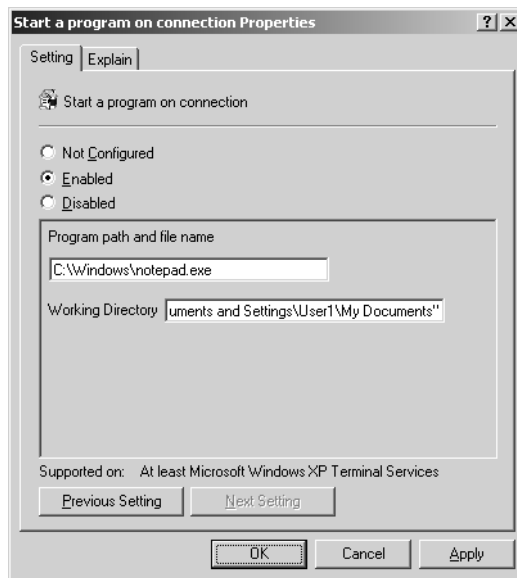 Start a program on connection Properties
Setting Explain
Start a program on connection
Not Configured
Enabled
Disabled
Program path and file name
C:\Windows\notepad.exe
Working Directory uments and Settings\User1\My Documents"
Supported on: At least Microsoft Windows XP Terminal Services
Previous Setting Next Setting
OK Cancel Apply